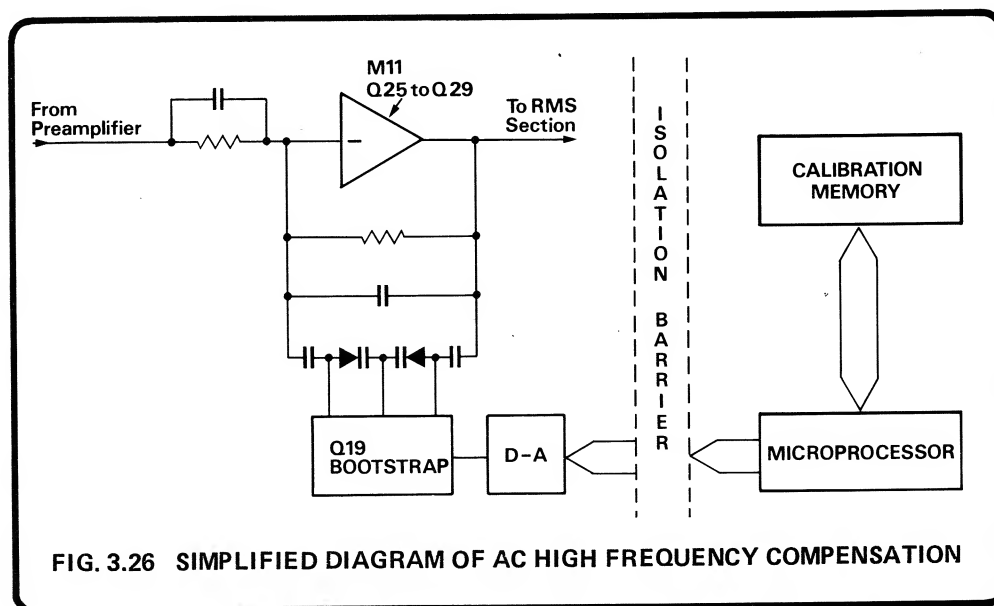 M11
Q25 to Q29
From
Preamplifier
To RMS
Section
−
ISOLATION BARRIER
CALIBRATION
MEMORY
Q19
BOOTSTRAP
D-A
MICROPROCESSOR
FIG. 3.26 SIMPLIFIED DIAGRAM OF AC HIGH FREQUENCY COMPENSATION